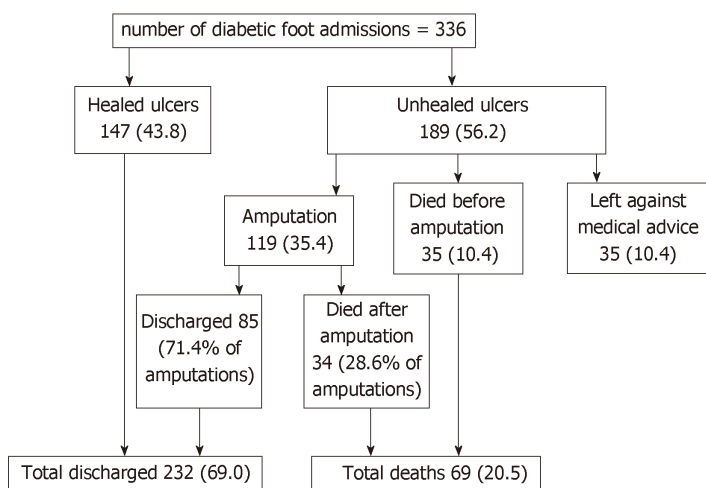 number of diabetic foot admissions = 336
Healed ulcers
147 (43.8)
Unhealed ulcers
189 (56.2)
Amputation
119 (35.4)
Died before
amputation
35 (10.4)
Left against
medical advice
35 (10.4)
Discharged 85
(71.4% of
amputations)
Died after
amputation
34 (28.6% of
amputations)
Total discharged 232 (69.0)
Total deaths 69 (20.5)